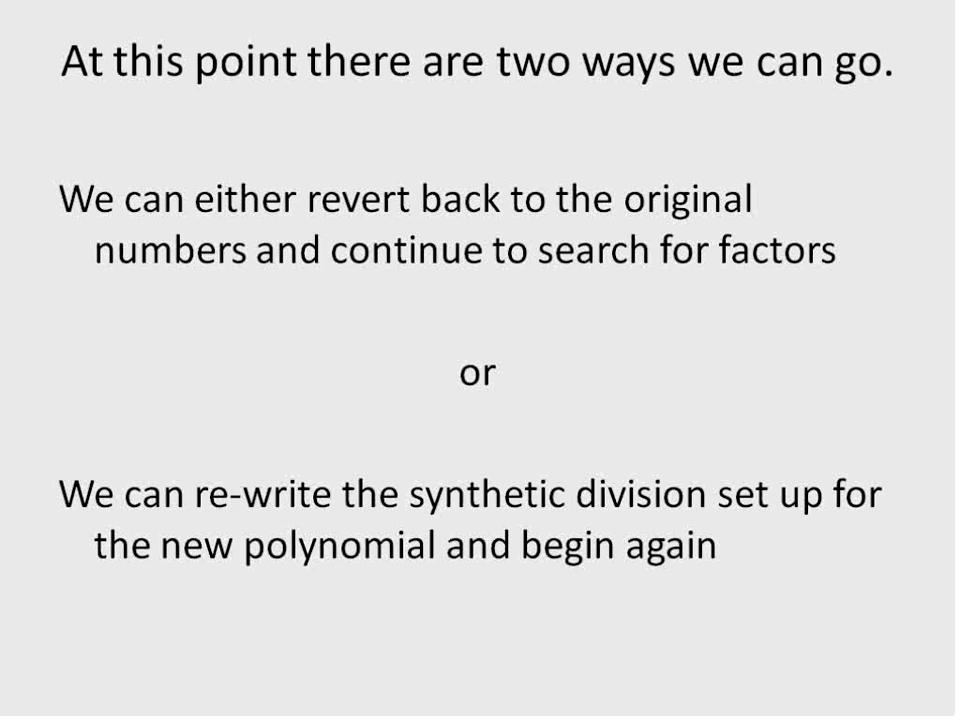 At this point there are two ways we can go.
We can either revert back to the original
numbers and continue to search for factors
or
We can re-write the synthetic division set up for
the new polynomial and begin again